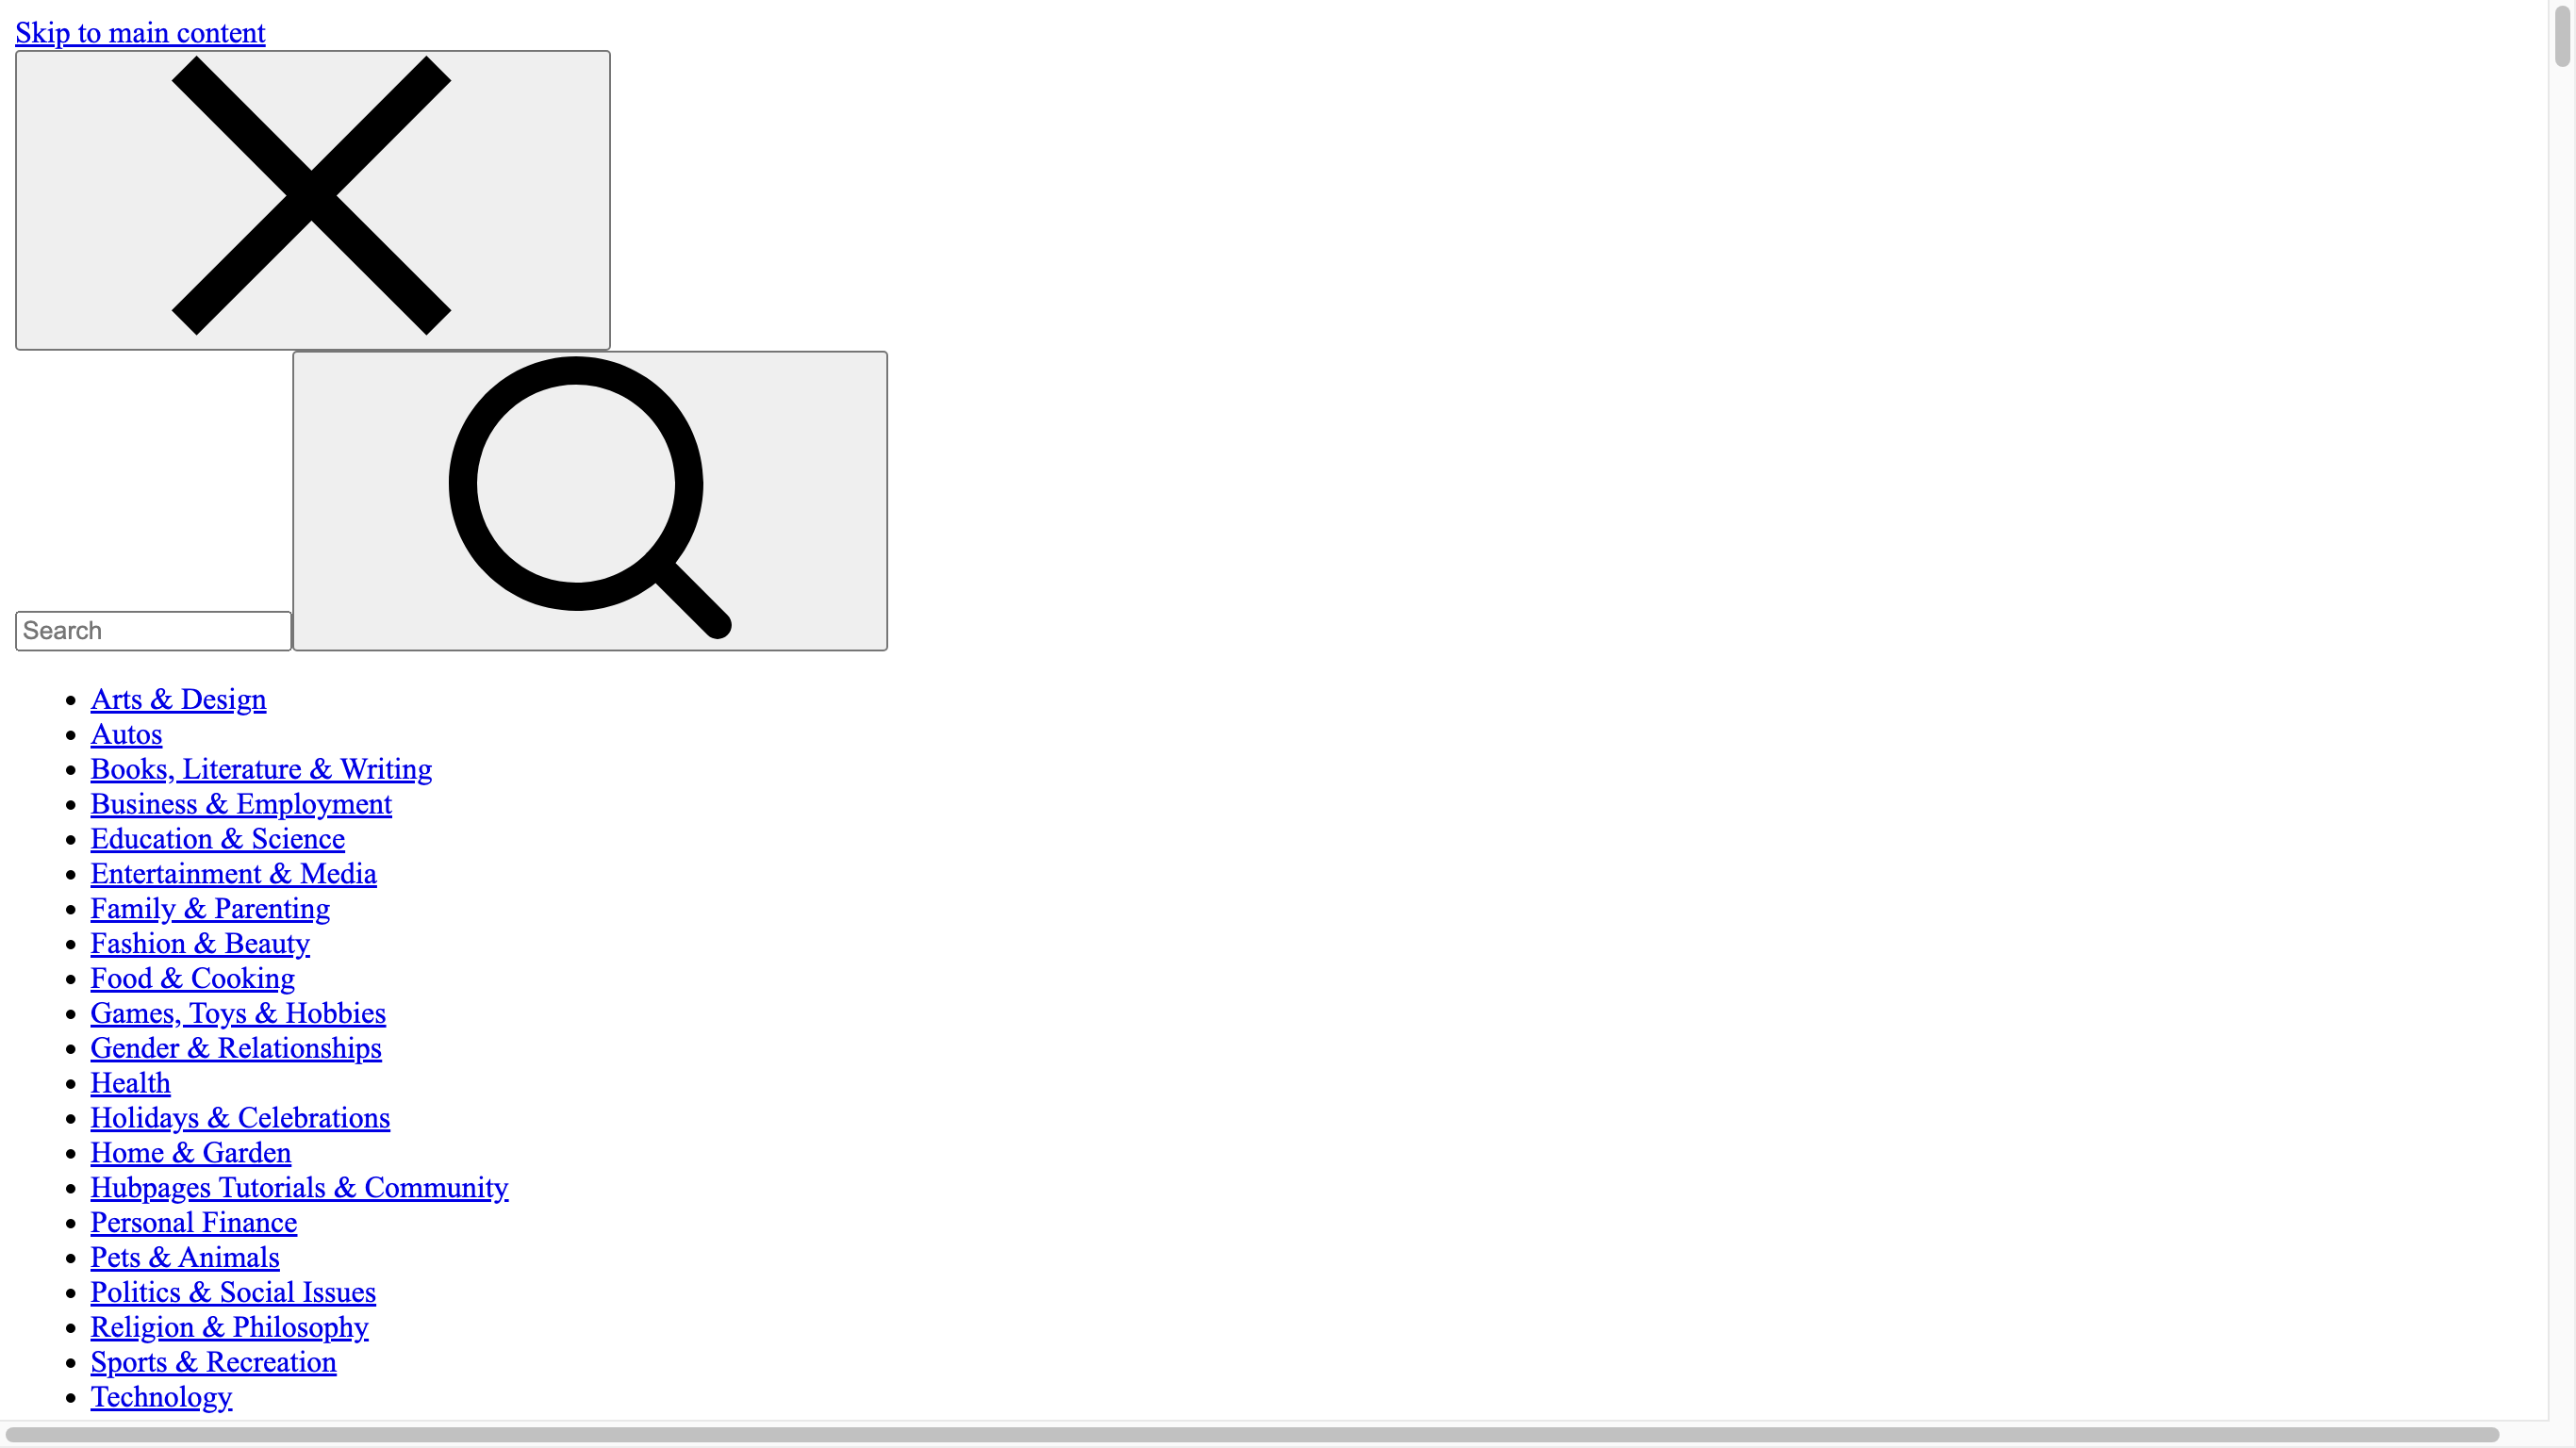 Skip to main content
Search
Arts & Design
Autos
Books, Literature & Writing
Business & Employment
Education & Science
Entertainment & Media
Family & Parenting
Fashion & Beauty
Food & Cooking
Games, Toys & Hobbies
Gender & Relationships
Health
Holidays & Celebrations
Home & Garden
Hubpages Tutorials & Community
Personal Finance
Pets & Animals
Politics & Social Issues
Religion & Philosophy
Sports & Recreation
Technology